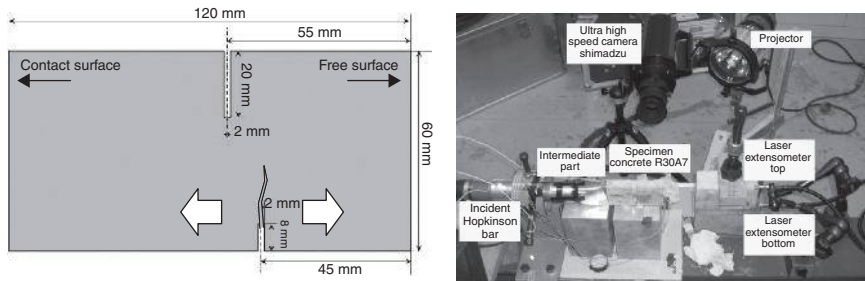 120 mm
55 mm
Contact surface
Free surface
20 mm
2 mm
60 mm
2 mm
8 mm
45 mm
Ultra high
speed camera
shimadzu
Projector
Intermediate
part
Specimen
concrete R30A7
Laser
extensometer
top
Incident
Hopkinson
bar
Laser
extensometer
bottom